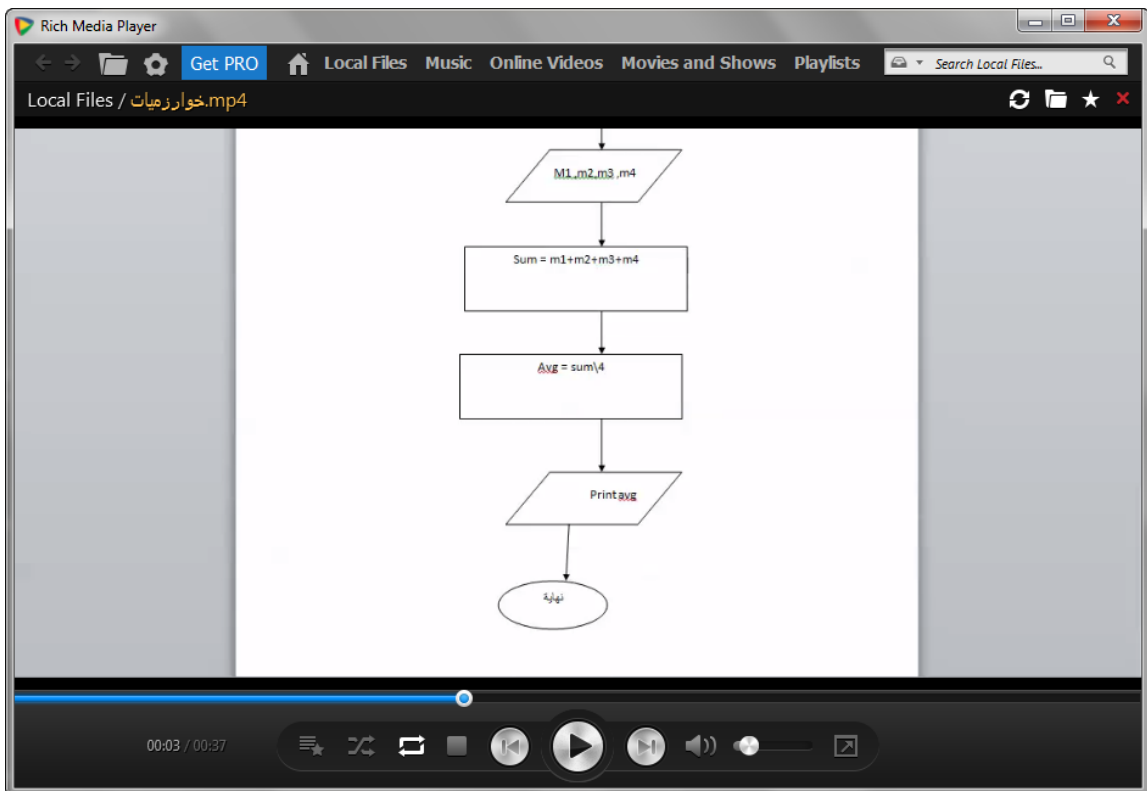 Rich Media Player
Get PRO Local Files Music Online Videos Movies and Shows Playlists Search Local Files...
Local Files / خوارزميات.mp4
M1,m2,m3 ,m4
Sum = m1+m2+m3+m4
Avg = sum\4
Print avg
نهاية
00:03 / 00:37